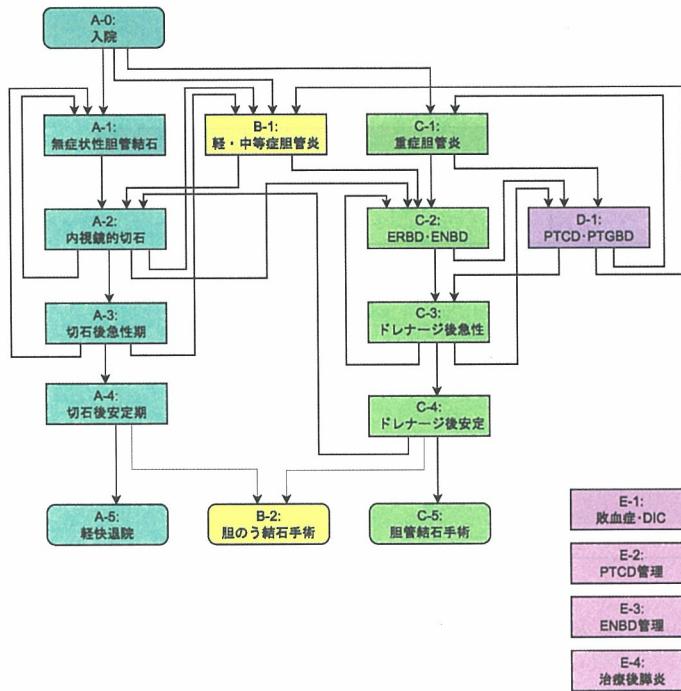 A-0:
入院
A-1:
無症状性胆管結石
B-1:
軽・中等症胆管炎
C-1:
重症胆管炎
A-2:
内視鏡的切石
C-2:
ERBD・ENBD
D-1:
PTCD・PTGBD
A-3:
切石後急性期
C-3:
ドレナージ後急性
A-4:
切石後安定期
C-4:
ドレナージ後安定
A-5:
軽快退院
B-2:
胆のう結石手術
C-5:
胆管結石手術
E-1:
敗血症・DIC
E-2:
PTCD管理
E-3:
ENBD管理
E-4:
治療後膵炎